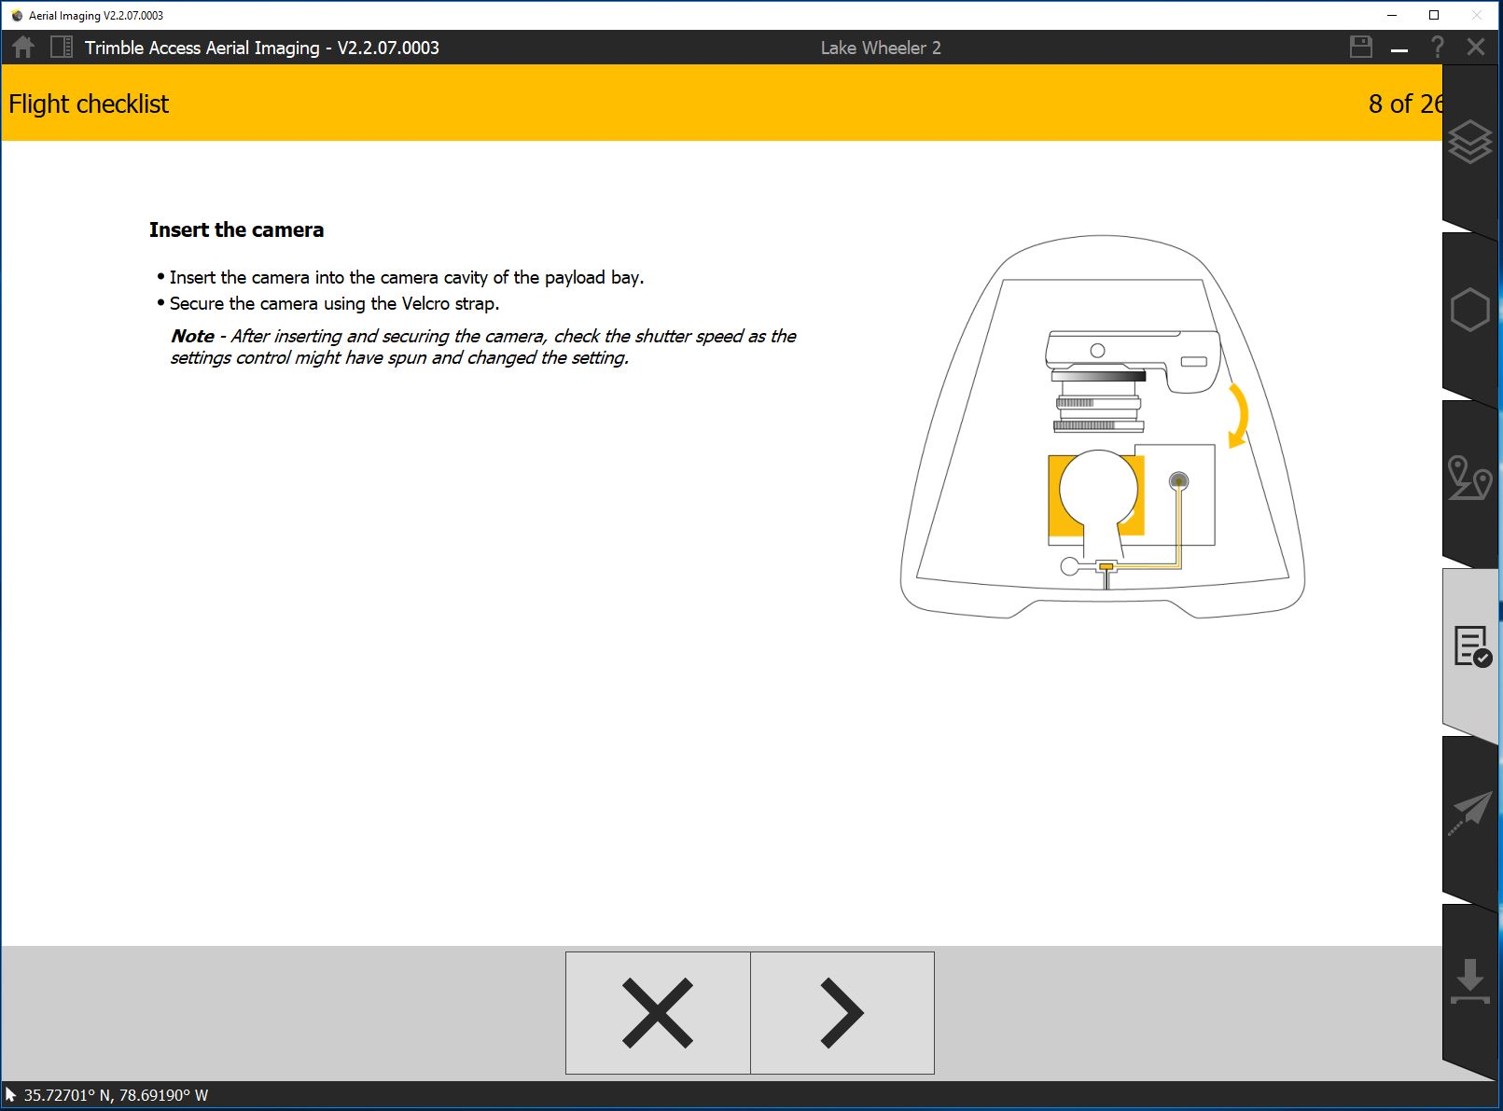 Aerial Imaging V2.2.07.0003
Trimble Access Aerial Imaging - V2.2.07.0003
Lake Wheeler 2
?
Flight checklist
8 of 26
Insert the camera
• Insert the camera into the camera cavity of the payload bay.
• Secure the camera using the Velcro strap.
Note - After inserting and securing the camera, check the shutter speed as the
settings control might have spun and changed the setting.
35.72701° N, 78.69190° W